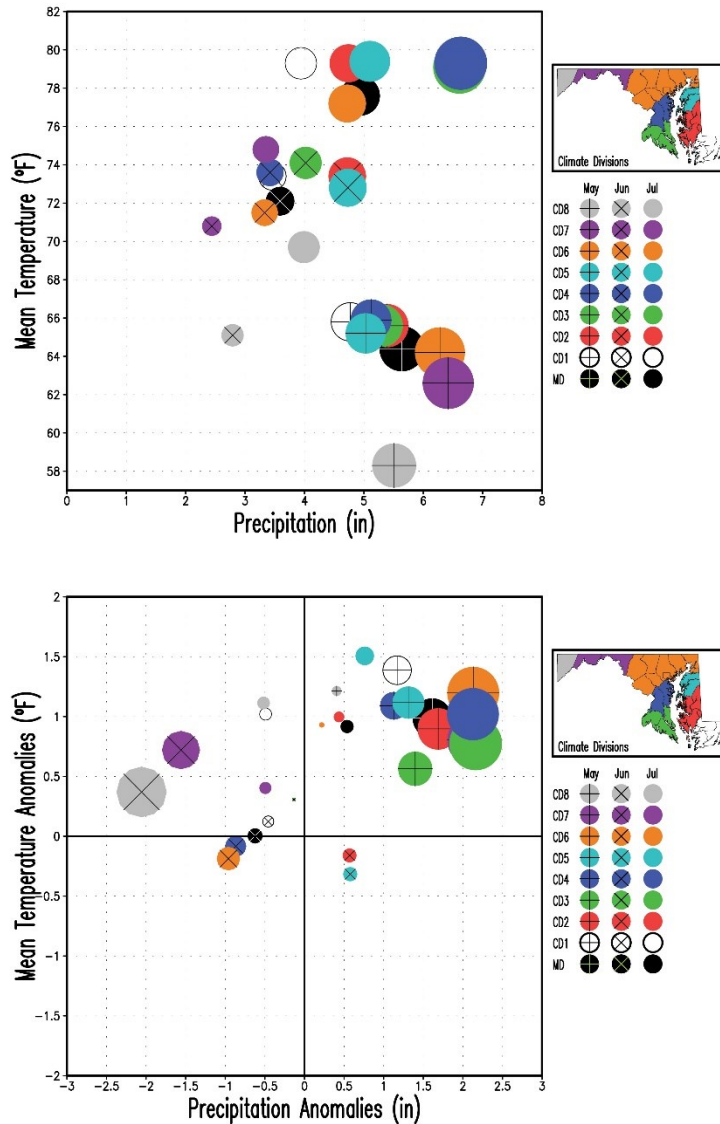 82
80
78
76
74
72
70
68
66
64
62
60
58
Mean Temperature (ºF)
0 1 2 3 4 5 6 7 8
Precipitation (in)
Climate Divisions
May Jun Jul
CD8
CD7
CD6
CD5
CD4
CD3
CD2
CD1
MD
2
1.5
1
0.5
0
-0.5
-1
-1.5
-2
Mean Temperature Anomalies (ºF)
-3 -2.5 -2 -1.5 -1 -0.5 0 0.5 1 1.5 2 2.5 3
Precipitation Anomalies (in)
Climate Divisions
May Jun Jul
CD8
CD7
CD6
CD5
CD4
CD3
CD2
CD1
MD